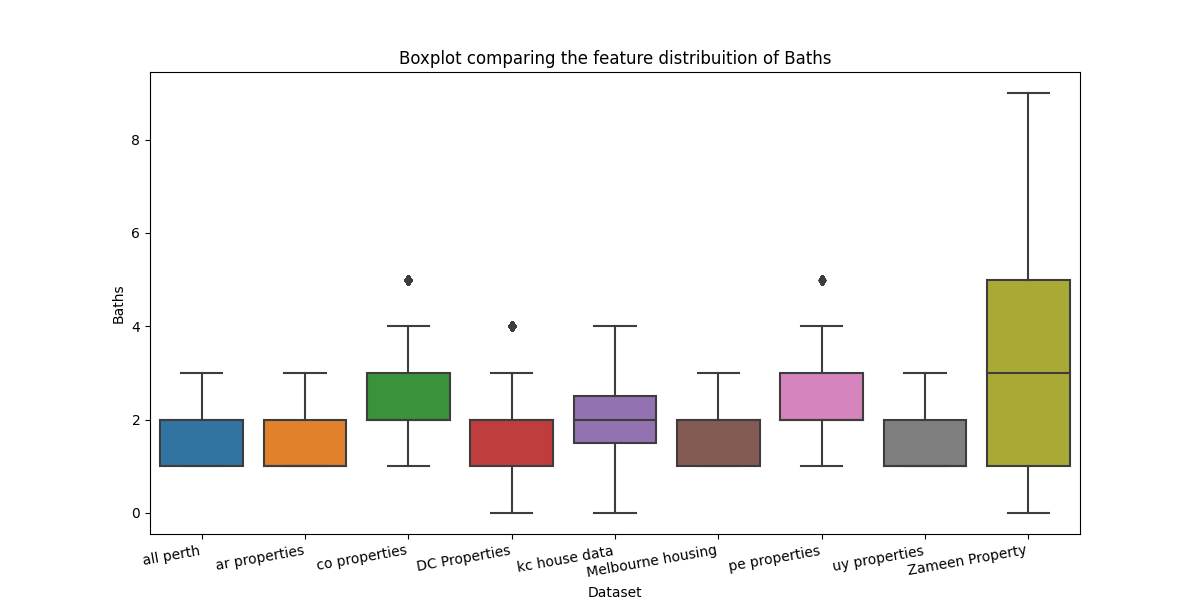 Boxplot comparing the feature distribuition of Baths
8
6
4
2
0
Baths
all perth
ar properties
co properties
DC Properties
kc house data
Melbourne housing
pe properties
uy properties
Zameen Property
Dataset